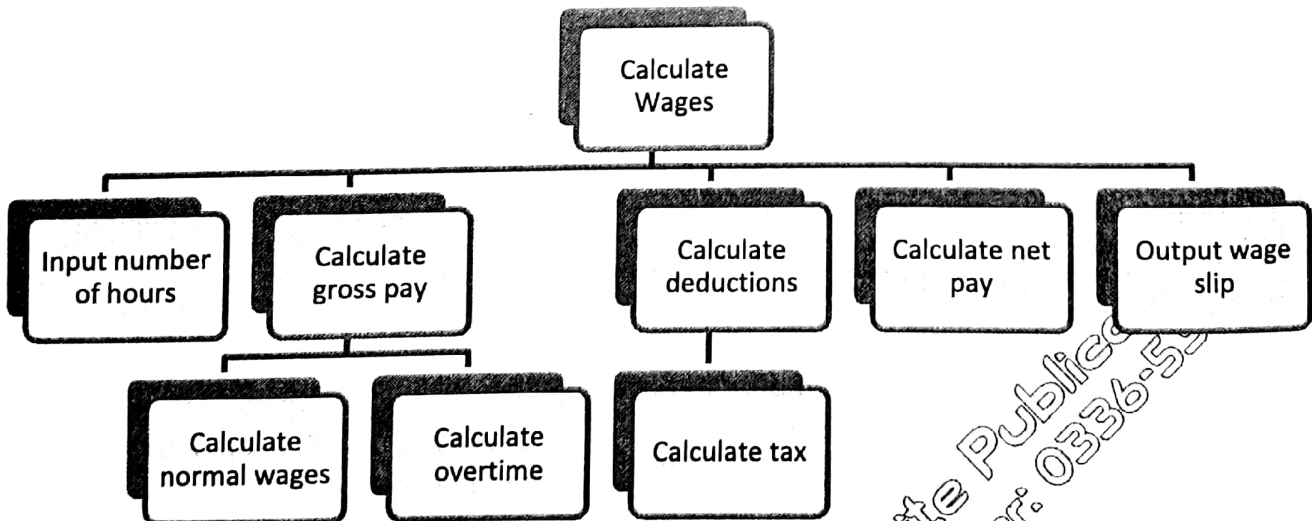 Calculate
Wages
Input number
of hours
Calculate
gross pay
Calculate
deductions
Calculate net
pay
Output wage
slip
Calculate
normal wages
Calculate
overtime
Calculate tax